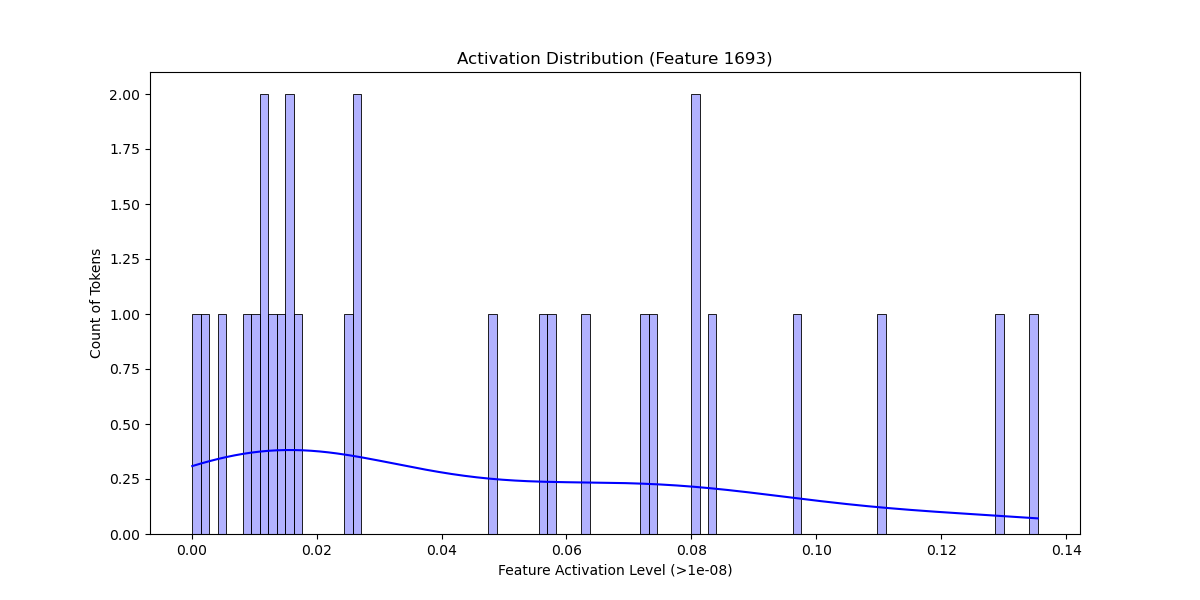 Activation Distribution (Feature 1693)
Count of Tokens
2.00
1.75
1.50
1.25
1.00
0.75
0.50
0.25
0.00
0.00 0.02 0.04 0.06 0.08 0.10 0.12 0.14
Feature Activation Level (>1e-08)